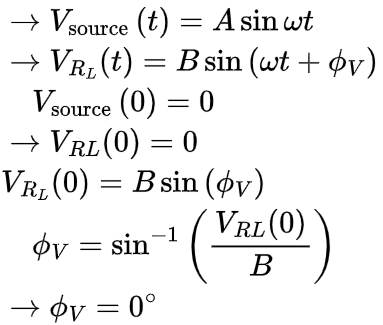 → V_source (t) = A sin ωt
→ V_{R_L}(t) = B sin (ωt + ϕ_V)
V_source (0) = 0
→ V_{RL}(0) = 0
V_{R_L}(0) = B sin (ϕ_V)
ϕ_V = sin⁻¹ (V_{RL}(0) / B)
→ ϕ_V = 0°